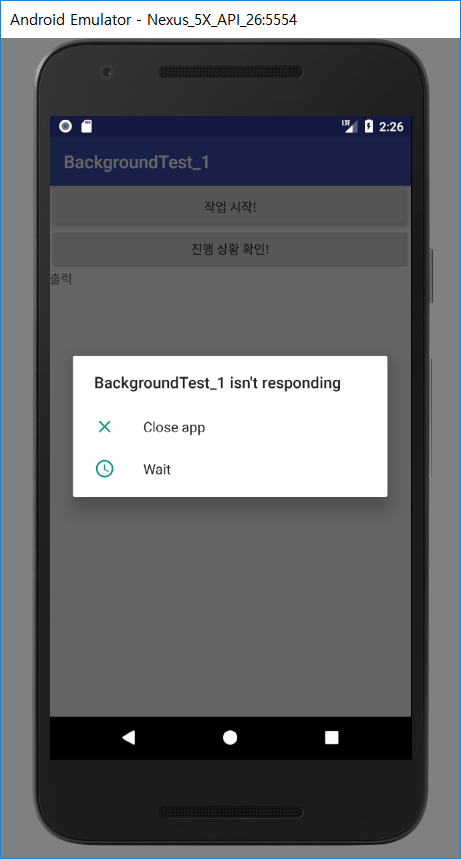 Android Emulator - Nexus_5X_API_26:5554
LTE 2:26
BackgroundTest_1
작업 시작!
진행 상황 확인!
출력
BackgroundTest_1 isn't responding
Close app
Wait